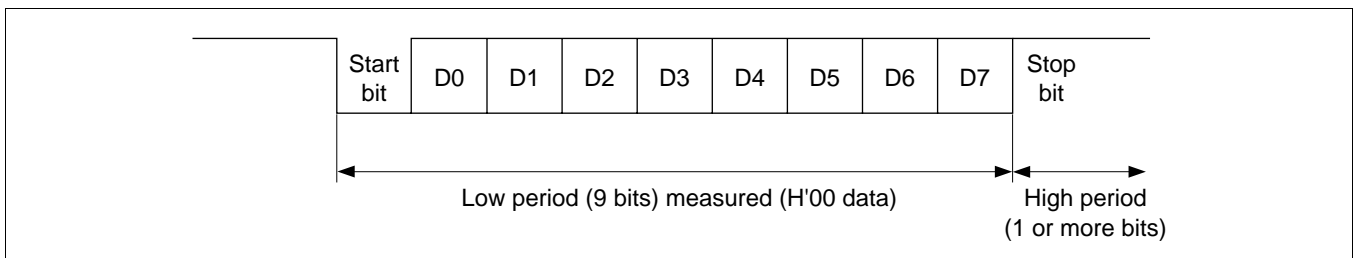 Start bit
D0
D1
D2
D3
D4
D5
D6
D7
Stop bit
Low period (9 bits) measured (H'00 data)
High period
(1 or more bits)